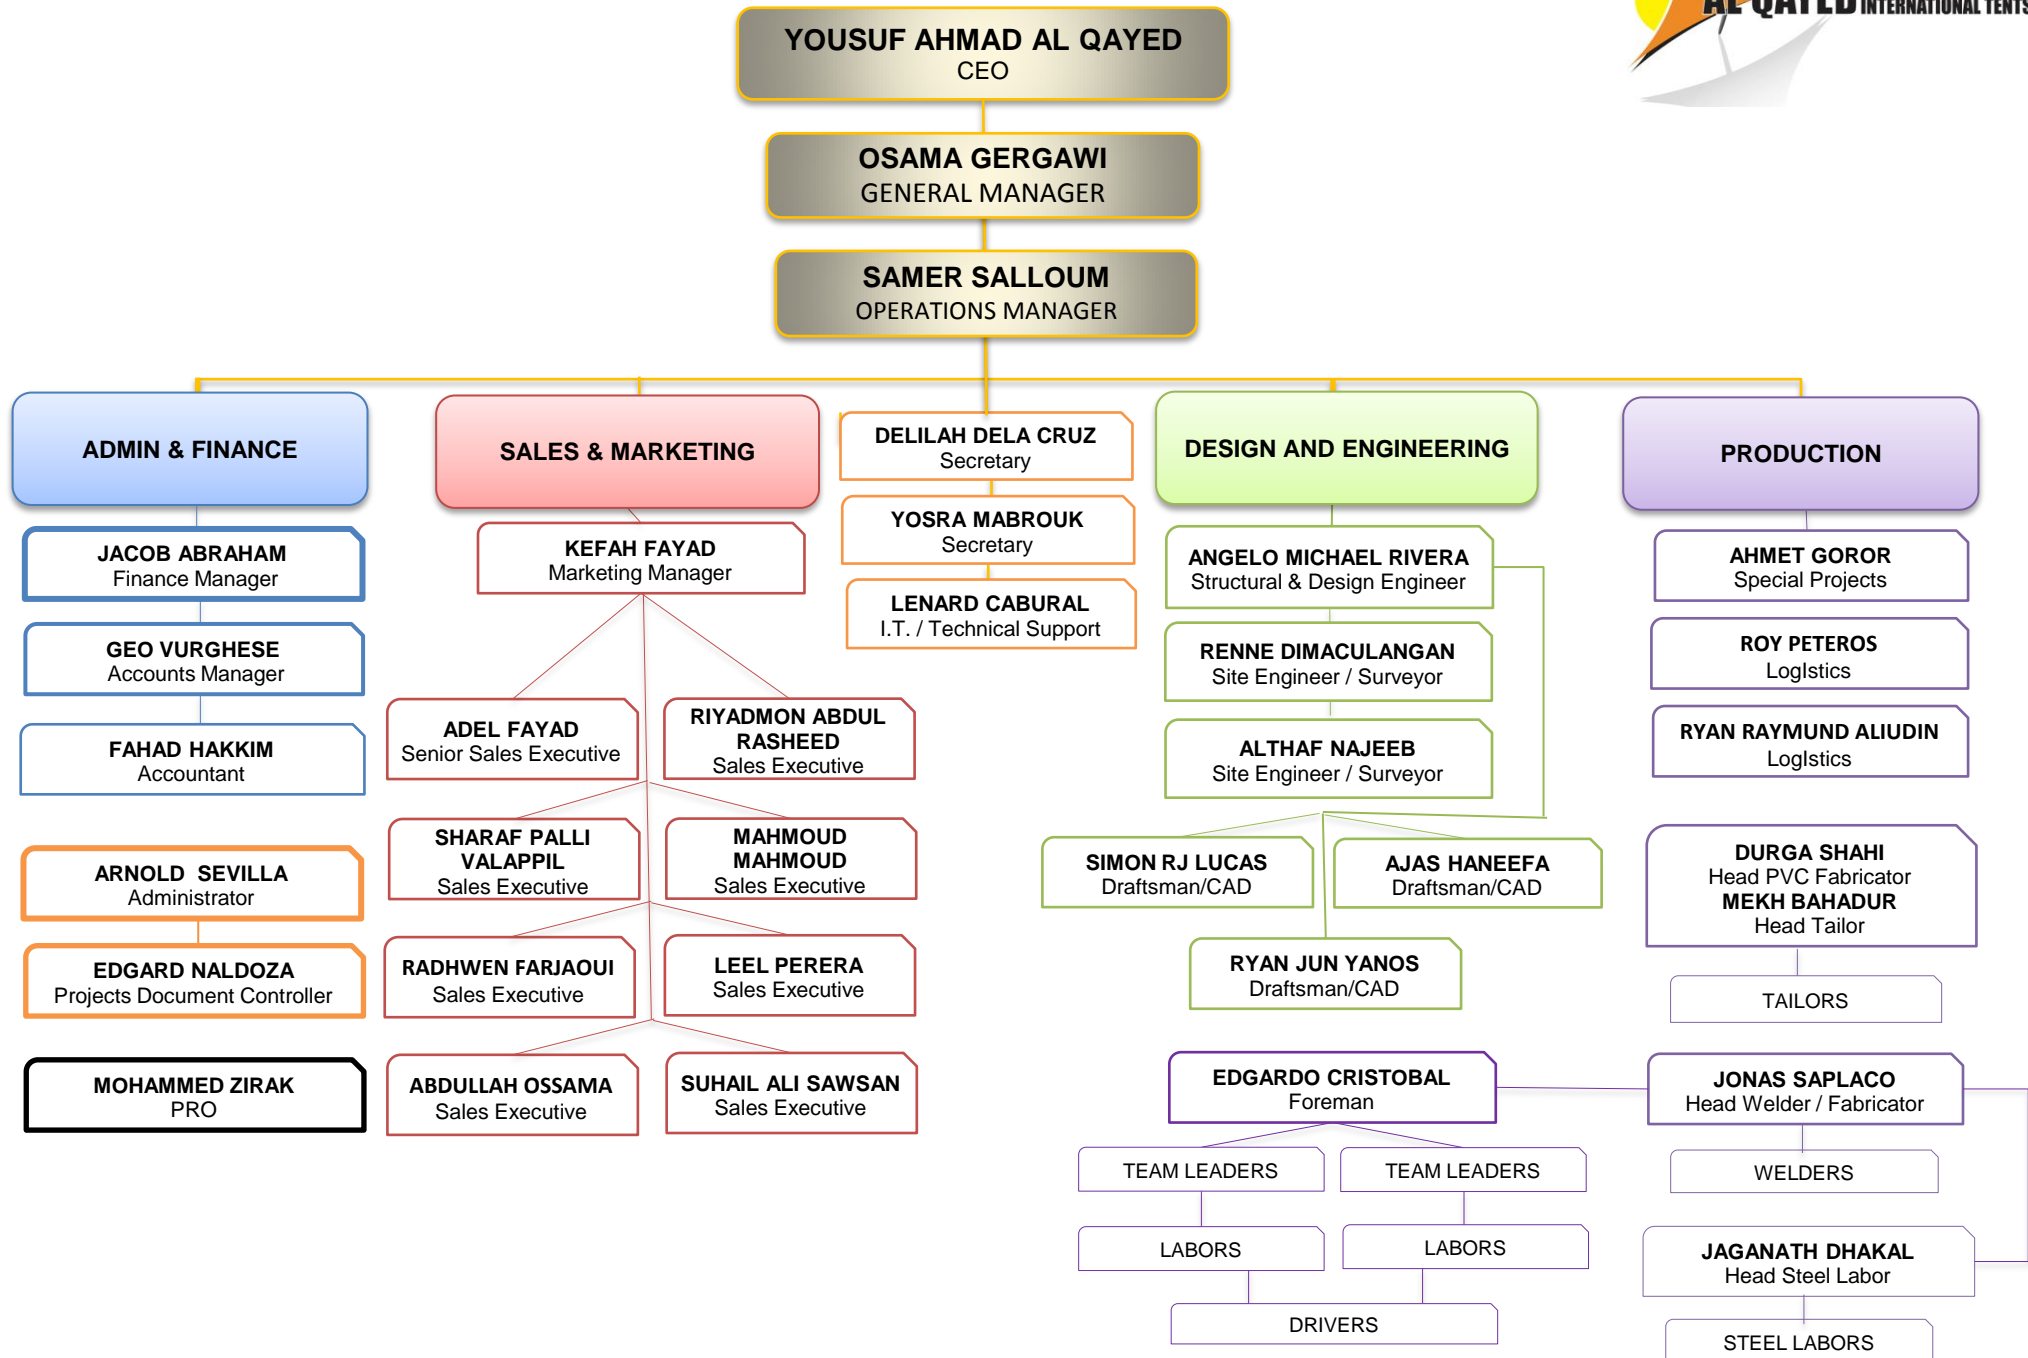 AL QAYED INTERNATIONAL TENTS
YOUSUF AHMAD AL QAYED
CEO
OSAMA GERGAWI
GENERAL MANAGER
SAMER SALLOUM
OPERATIONS MANAGER
ADMIN & FINANCE
JACOB ABRAHAM
Finance Manager
GEO VURGHESE
Accounts Manager
FAHAD HAKKIM
Accountant
ARNOLD SEVILLA
Administrator
EDGARD NALDOZA
Projects Document Controller
MOHAMMED ZIRAK
PRO
SALES & MARKETING
KEFAH FAYAD
Marketing Manager
ADEL FAYAD
Senior Sales Executive
RIYADMON ABDUL
RASHEED
Sales Executive
SHARAF PALLI
VALAPPIL
Sales Executive
MAHMOUD
MAHMOUD
Sales Executive
RADHWEN FARJAOUI
Sales Executive
LEEL PERERA
Sales Executive
ABDULLAH OSSAMA
Sales Executive
SUHAIL ALI SAWSAN
Sales Executive
DELILAH DELA CRUZ
Secretary
YOSRA MABROUK
Secretary
LENARD CABURAL
I.T. / Technical Support
DESIGN AND ENGINEERING
ANGELO MICHAEL RIVERA
Structural & Design Engineer
RENNE DIMACULANGAN
Site Engineer / Surveyor
ALTHAF NAJEEB
Site Engineer / Surveyor
SIMON RJ LUCAS
Draftsman/CAD
AJAS HANEEFA
Draftsman/CAD
RYAN JUN YANOS
Draftsman/CAD
EDGARDO CRISTOBAL
Foreman
TEAM LEADERS
TEAM LEADERS
LABORS
LABORS
DRIVERS
PRODUCTION
AHMET GOROR
Special Projects
ROY PETEROS
LogIstics
RYAN RAYMUND ALIUDIN
LogIstics
DURGA SHAHI
Head PVC Fabricator
MEKH BAHADUR
Head Tailor
TAILORS
JONAS SAPLACO
Head Welder / Fabricator
WELDERS
JAGANATH DHAKAL
Head Steel Labor
STEEL LABORS